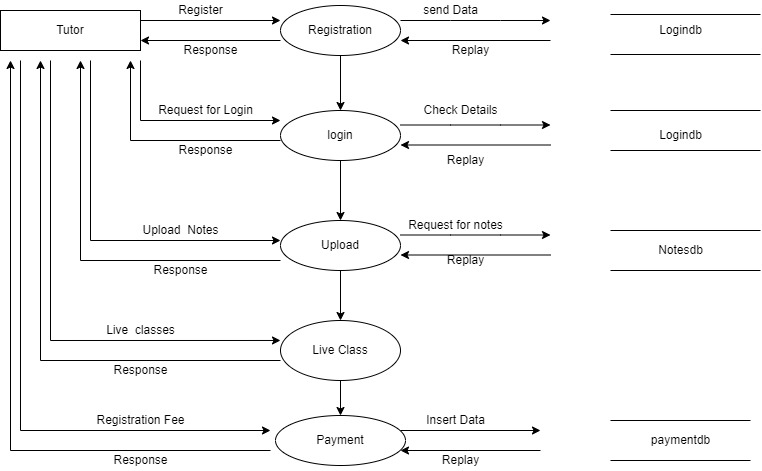 Register
send Data
Tutor
Registration
Logindb
Response
Replay
Request for Login
Check Details
login
Logindb
Response
Replay
Upload Notes
Request for notes
Upload
Notesdb
Response
Replay
Live classes
Live Class
Response
Registration Fee
Insert Data
Payment
paymentdb
Response
Replay